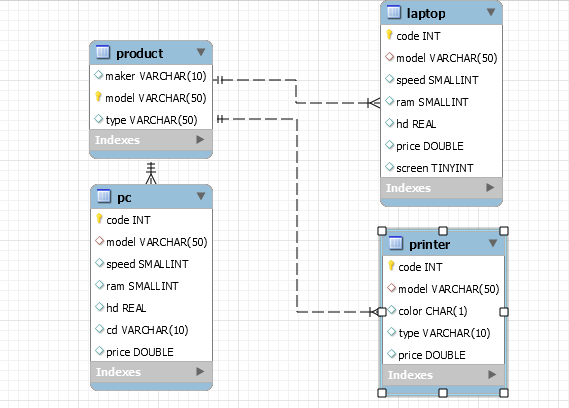 product
maker VARCHAR(10)
model VARCHAR(50)
type VARCHAR(50)
Indexes
pc
code INT
model VARCHAR(50)
speed SMALLINT
ram SMALLINT
hd REAL
cd VARCHAR(10)
price DOUBLE
Indexes
laptop
code INT
model VARCHAR(50)
speed SMALLINT
ram SMALLINT
hd REAL
price DOUBLE
screen TINYINT
Indexes
printer
code INT
model VARCHAR(50)
color CHAR(1)
type VARCHAR(10)
price DOUBLE
Indexes